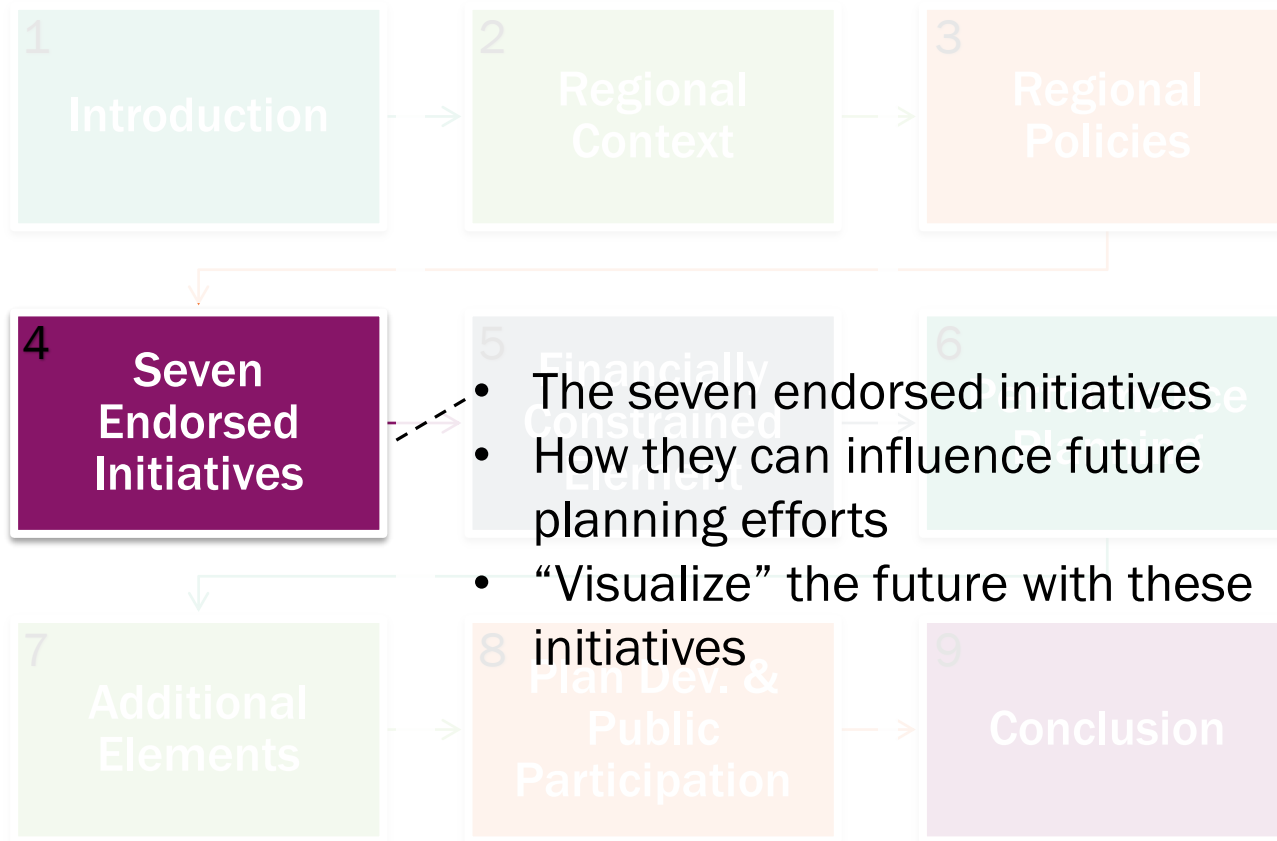 1
Introduction
2
Regional
Context
3
Regional
Policies
4
Seven
Endorsed
Initiatives
5
Financially
Constrained
Element
6
Planning
• The seven endorsed initiatives
• How they can influence future
planning efforts
• “Visualize” the future with these
initiatives
7
Additional
Elements
8
Plan Dev. &
Public
Participation
9
Conclusion